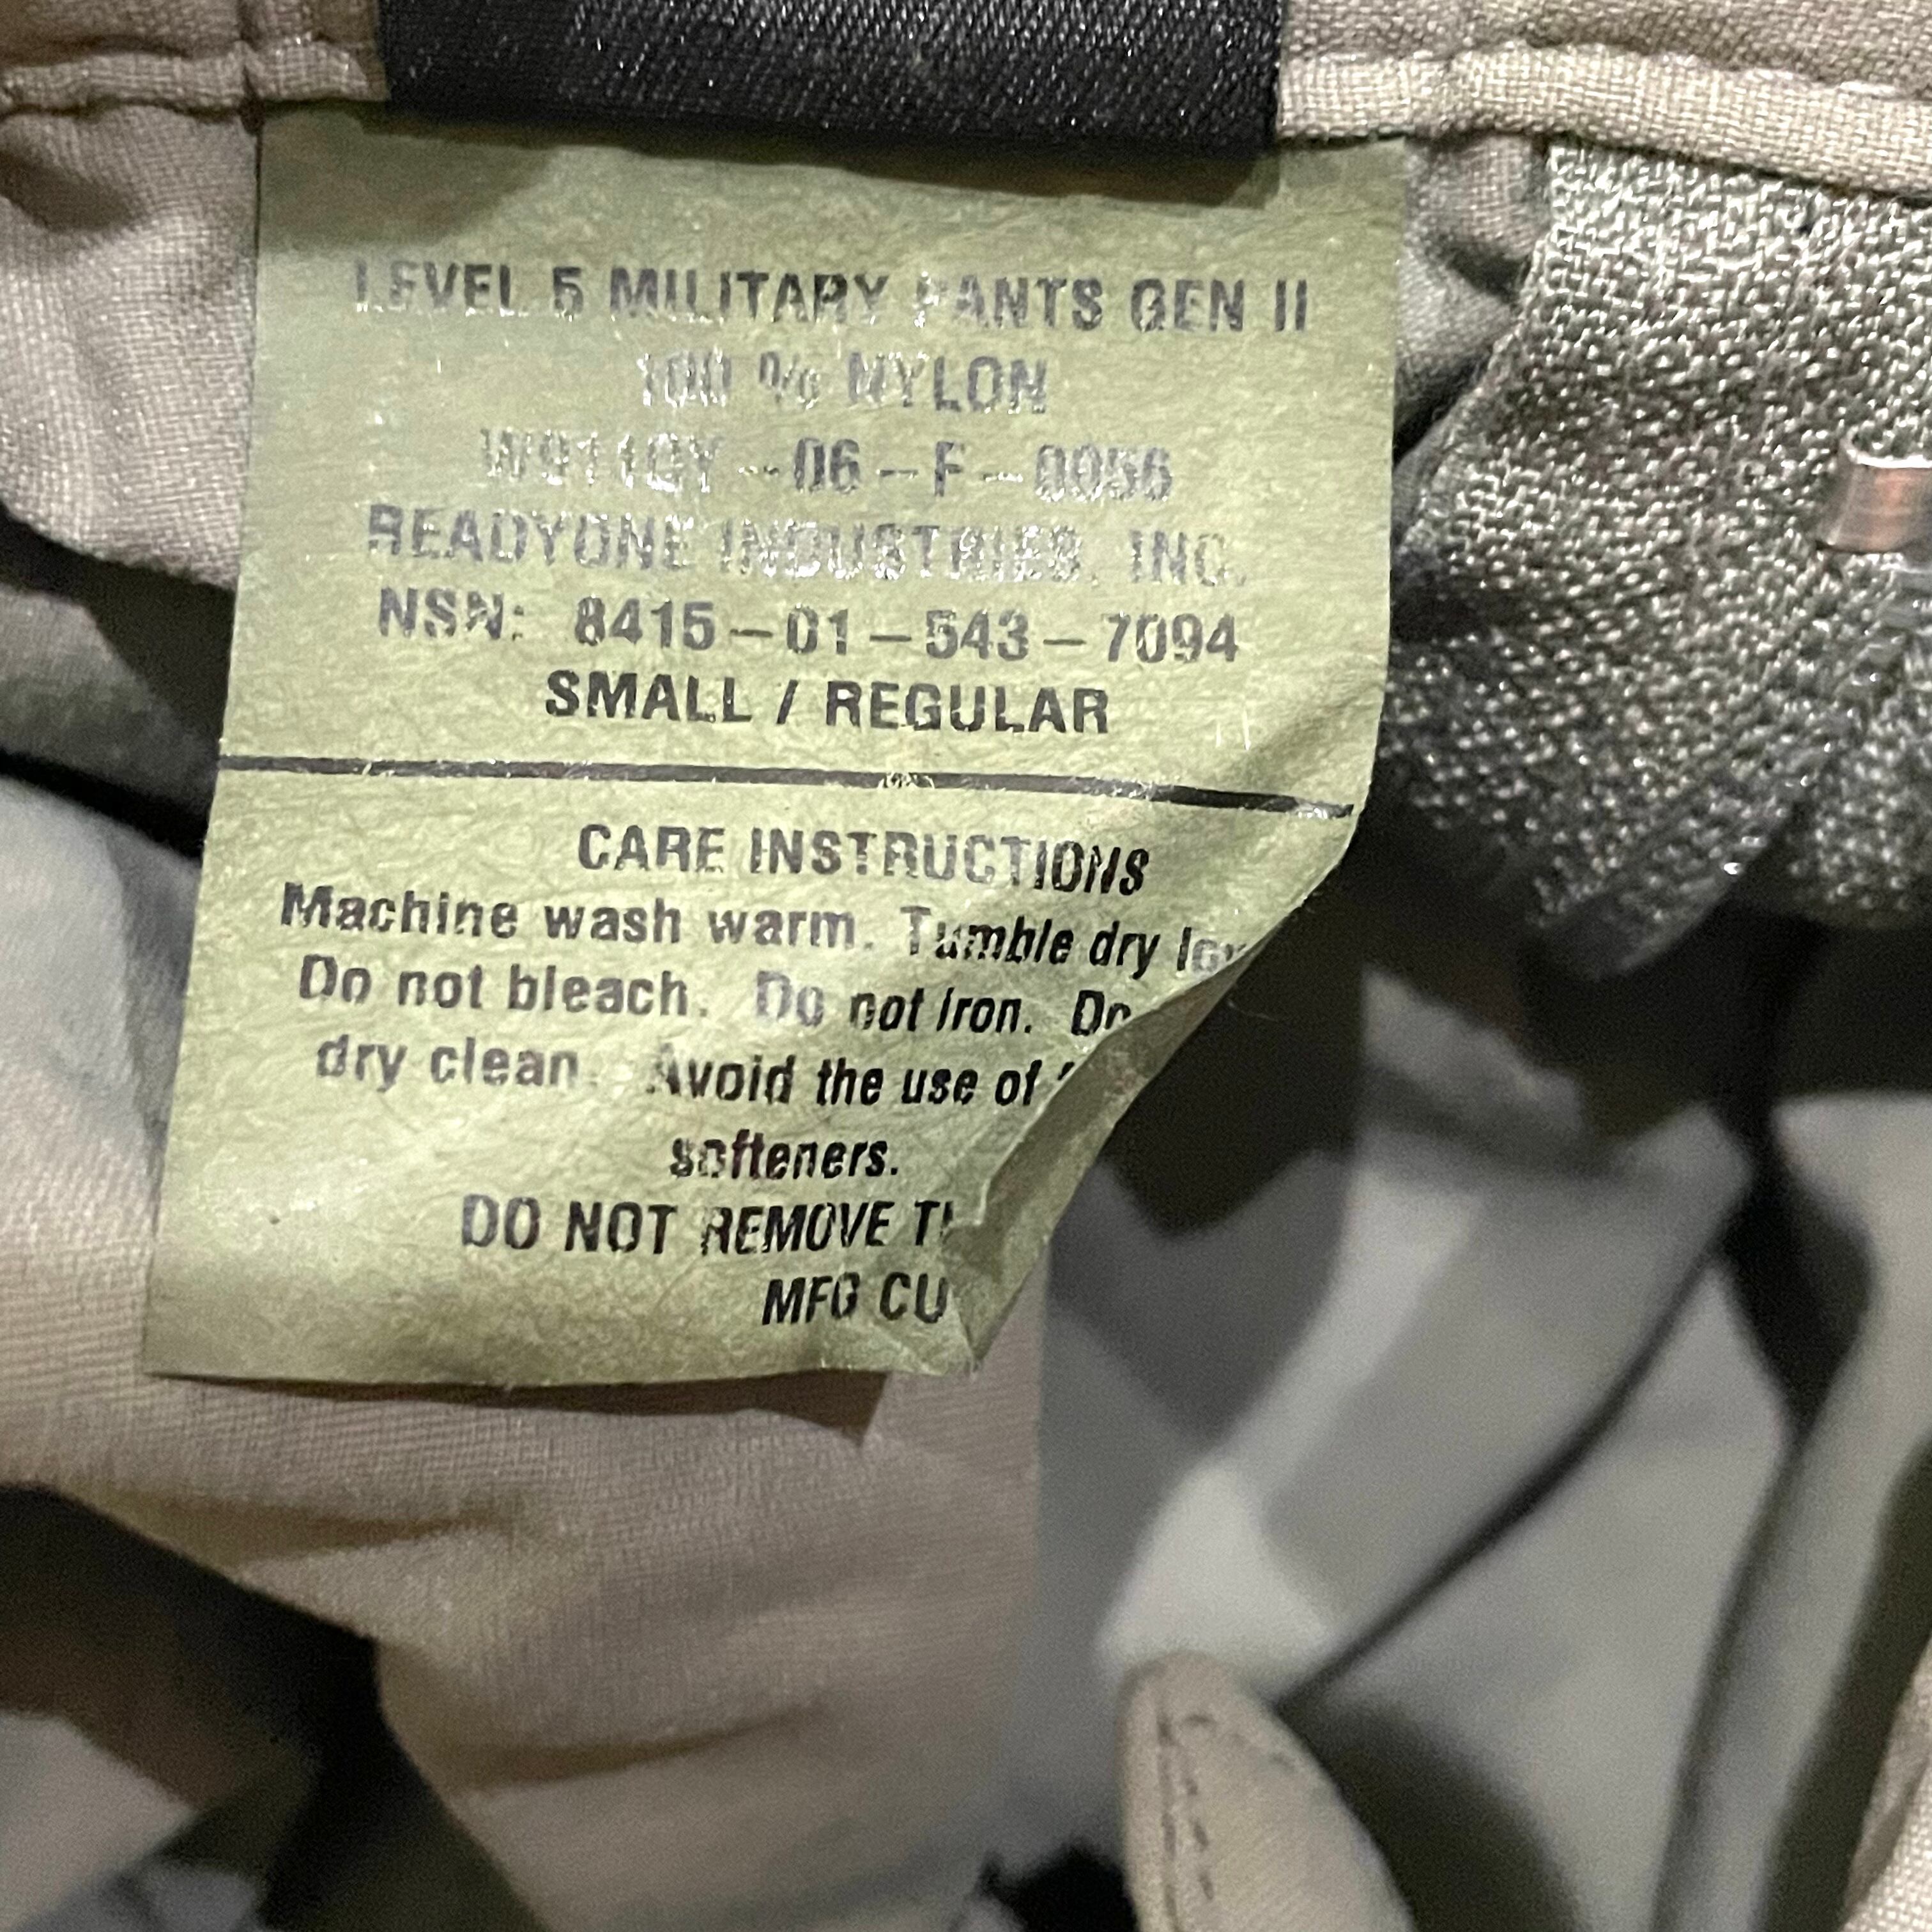 LEVEL 5 MILITARY PANTS GEN II
100 % NYLON
W911QY - 06 - F - 0056
READYONE INDUSTRIES, INC.
NSN: 8415 - 01 - 543 - 7094
SMALL / REGULAR
CARE INSTRUCTIONS
Machine wash warm. Tumble dry
Do not bleach. Do not iron. Do
dry clean. Avoid the use of
softeners.
DO NOT REMOVE
MFG